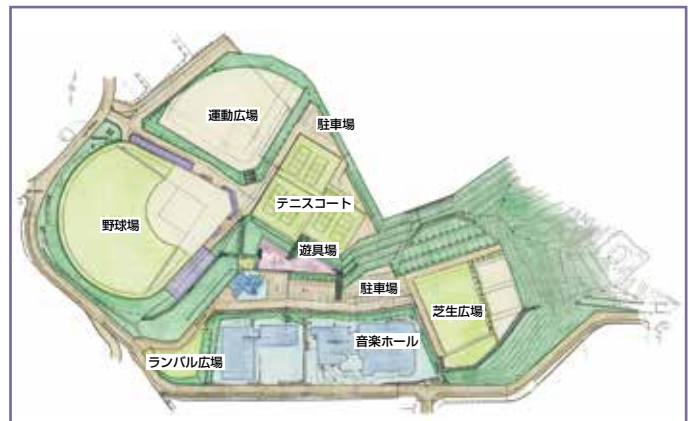 運動広場
駐車場
テニスコート
野球場
遊具場
駐車場
芝生広場
音楽ホール
ランバル広場